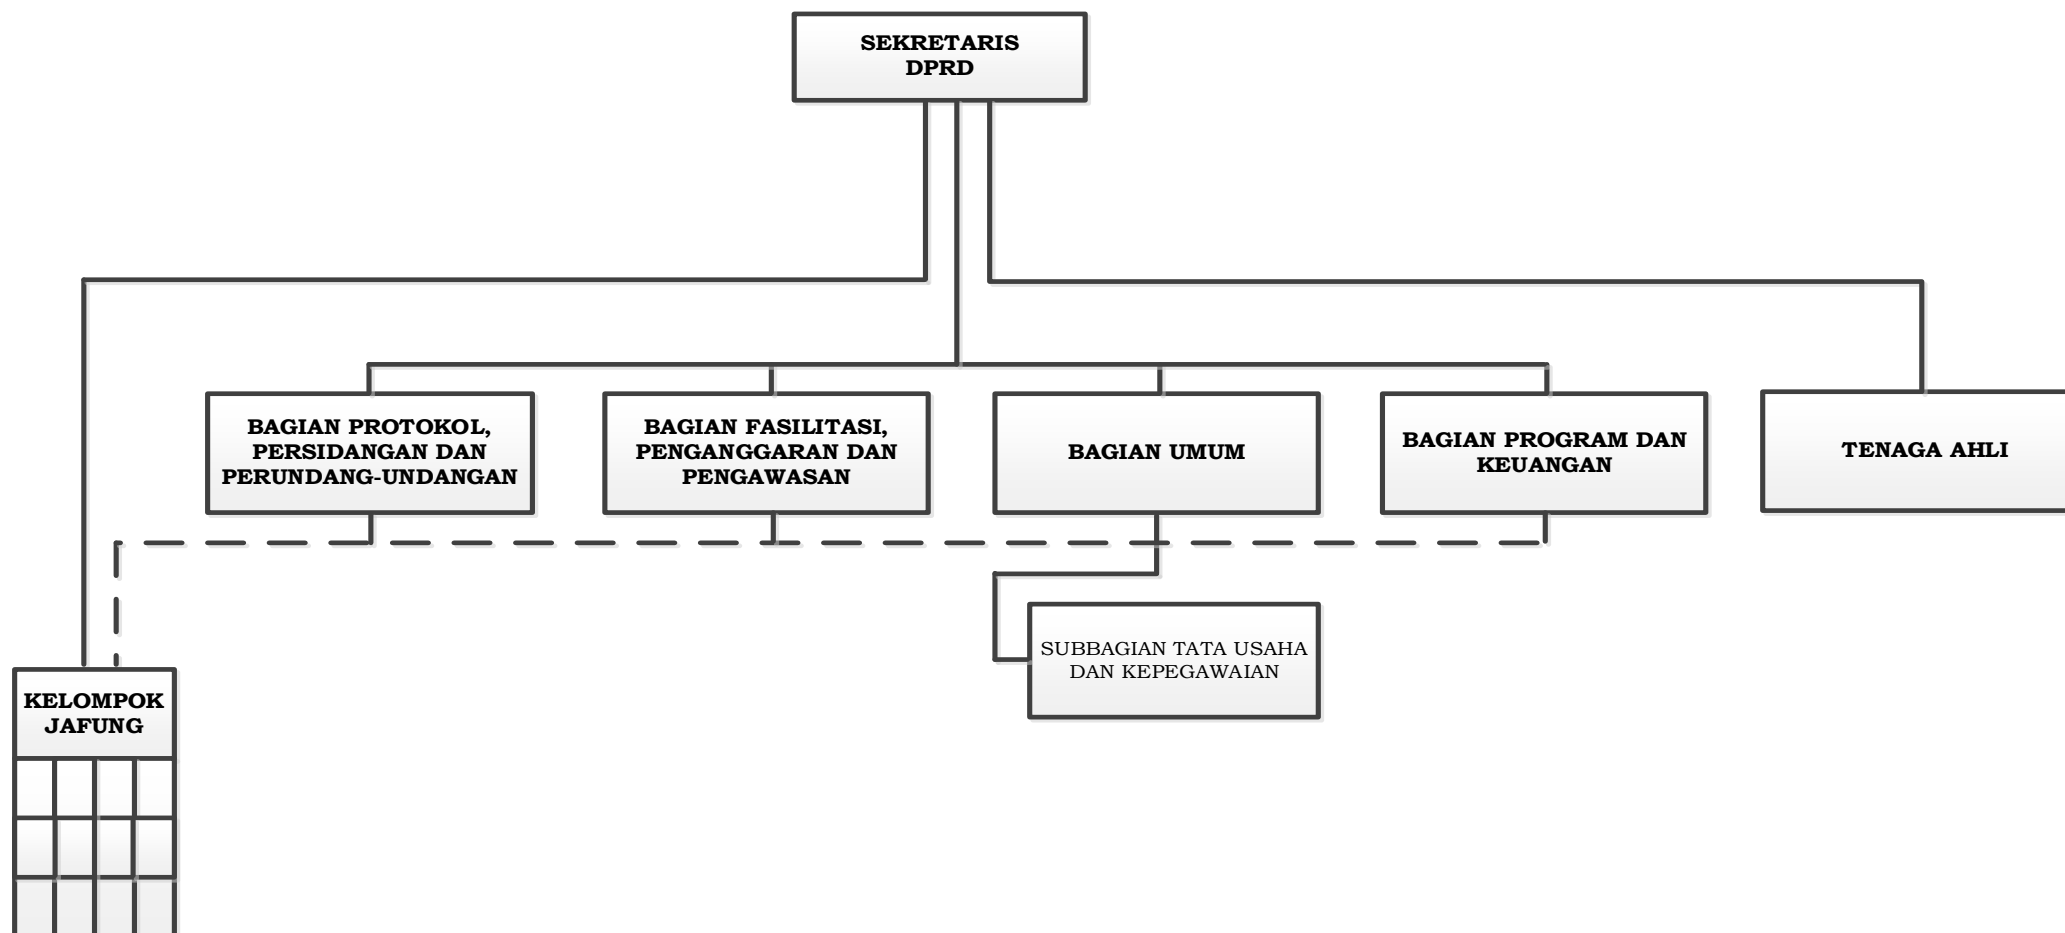 SEKRETARIS
DPRD
BAGIAN PROTOKOL,
PERSIDANGAN DAN
PERUNDANG-UNDANGAN
BAGIAN FASILITASI,
PENGANGGARAN DAN
PENGAWASAN
BAGIAN UMUM
BAGIAN PROGRAM DAN
KEUANGAN
TENAGA AHLI
SUBBAGIAN TATA USAHA
DAN KEPEGAWAIAN
KELOMPOK
JAFUNG